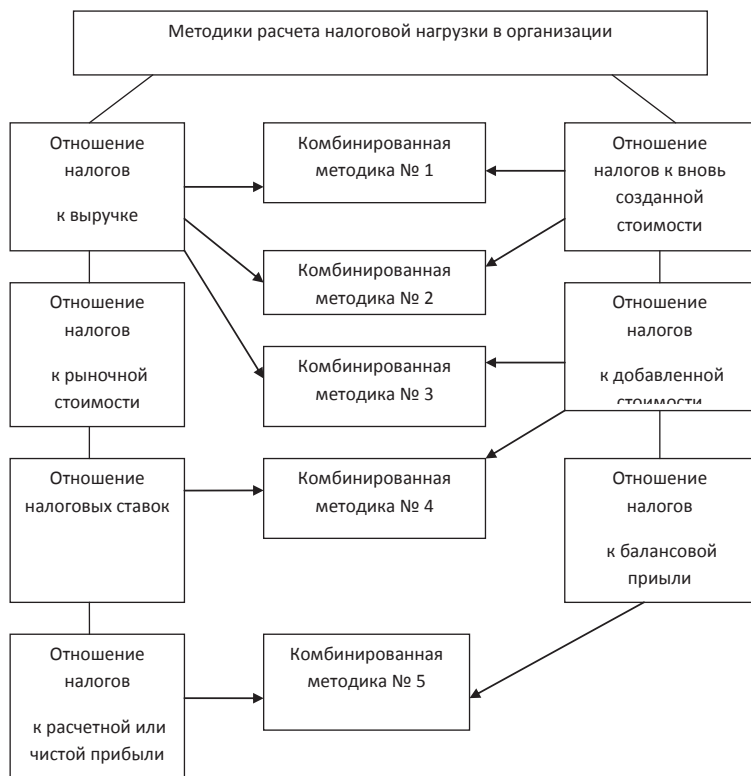 Методики расчета налоговой нагрузки в организации
Отношение
налогов
к выручке
Комбинированная
методика № 1
Отношение
налогов к вновь
созданной
стоимости
Комбинированная
методика № 2
Отношение
налогов
к рыночной
стоимости
Комбинированная
методика № 3
Отношение
налогов
к добавленной
стоимости
Отношение
налоговых ставок
Комбинированная
методика № 4
Отношение
налогов
к балансовой
приыли
Отношение
налогов
к расчетной или
чистой прибыли
Комбинированная
методика № 5